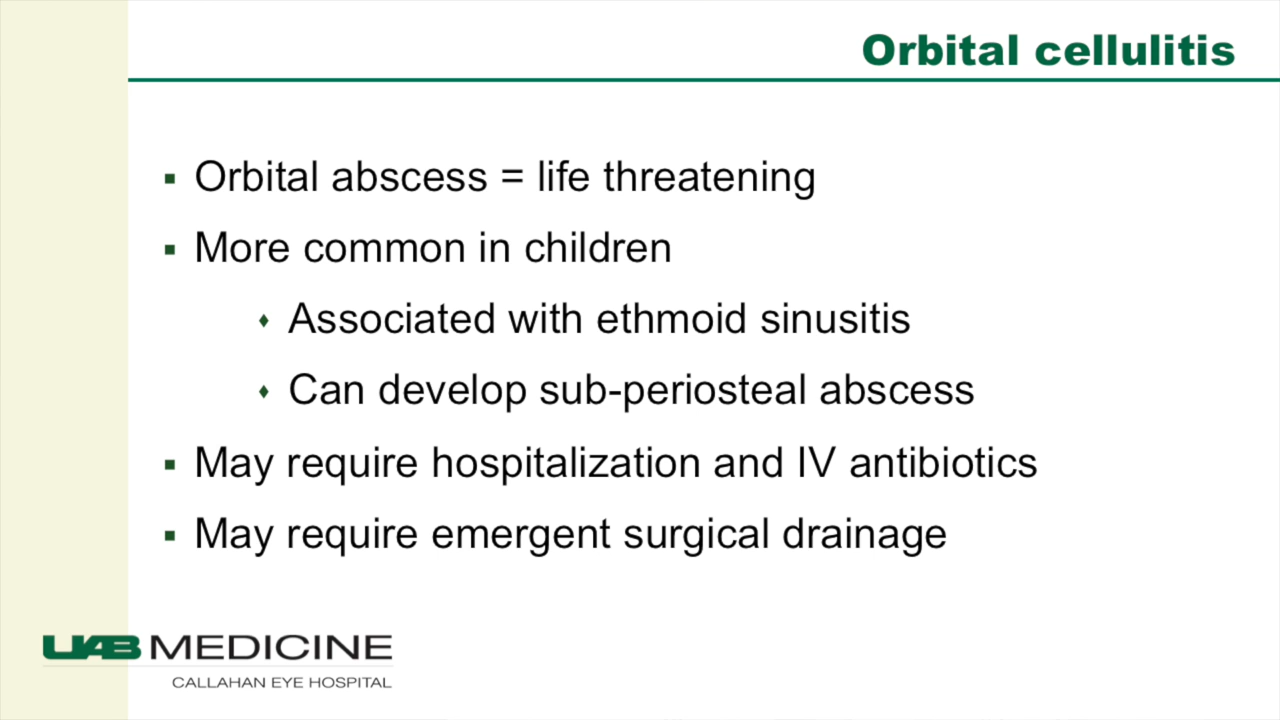 Orbital cellulitis
▪ Orbital abscess = life threatening
▪ More common in children
♦ Associated with ethmoid sinusitis
♦ Can develop sub-periosteal abscess
▪ May require hospitalization and IV antibiotics
▪ May require emergent surgical drainage
UAB MEDICINE
CALLAHAN EYE HOSPITAL